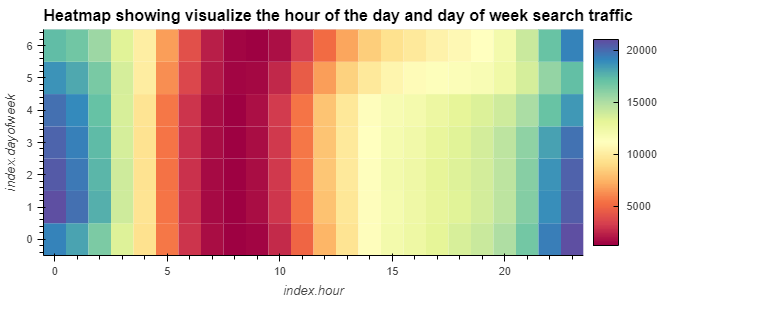 Heatmap showing visualize the hour of the day and day of week search traffic
6
5
4
3
2
1
0
index.dayofweek
0 5 10 15 20
index.hour
20000
15000
10000
5000